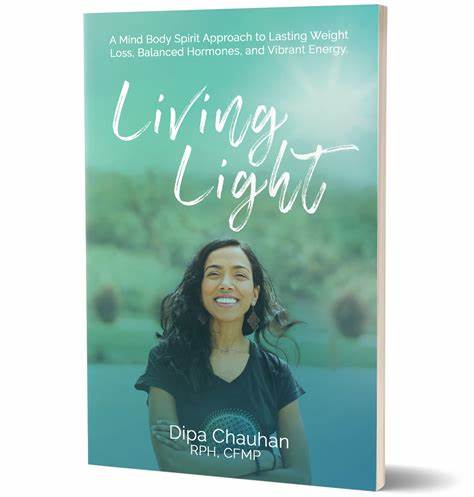 A Mind Body Spirit Approach to Lasting Weight
Loss, Balanced Hormones, and Vibrant Energy.
Living
Light
Dipa Chauhan
RPH, CFMP